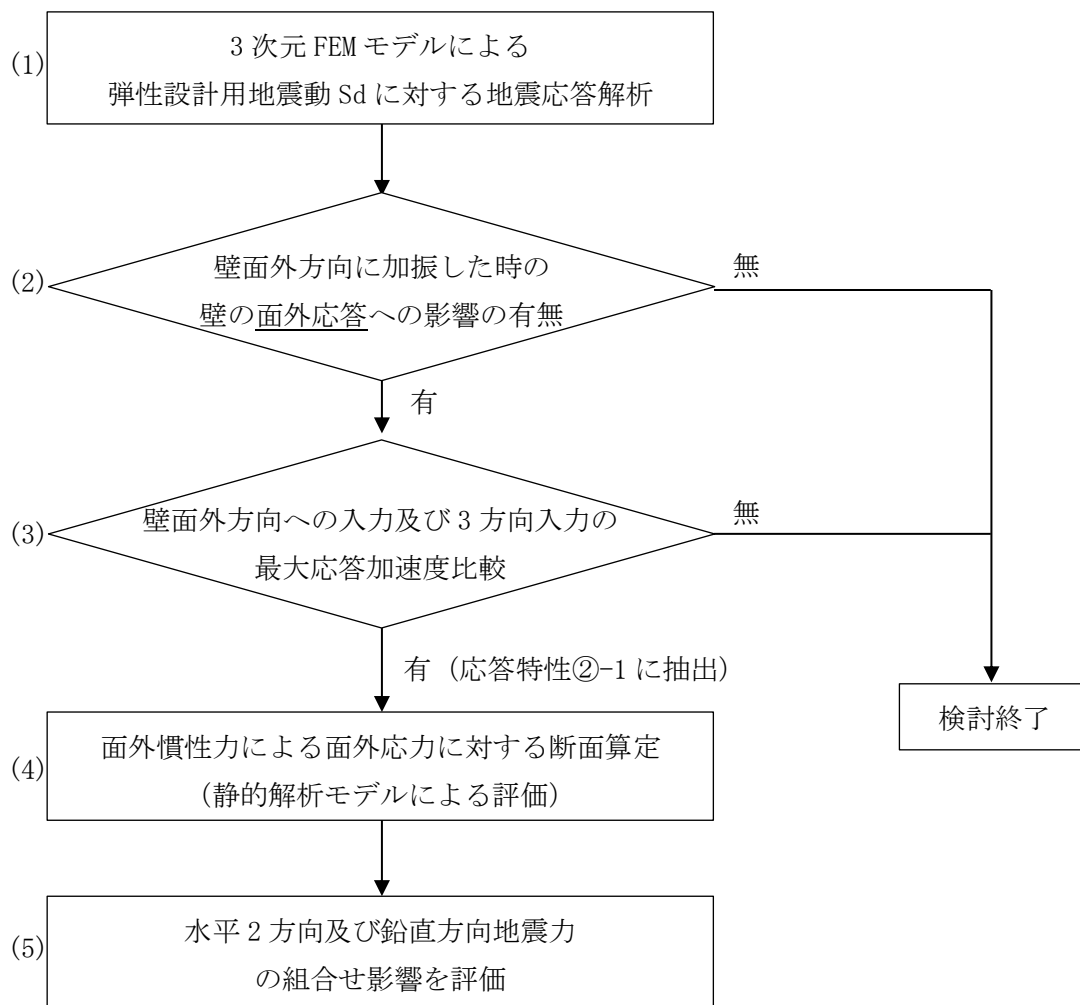 (1)
3 次元 FEM モデルによる
弾性設計用地震動 Sd に対する地震応答解析
(2)
壁面外方向に加振した時の
壁の面外応答への影響の有無
無
有
(3)
壁面外方向への入力及び 3 方向入力の
最大応答加速度比較
無
有（応答特性②-1 に抽出）
検討終了
(4)
面外慣性力による面外応力に対する断面算定
（静的解析モデルによる評価）
(5)
水平 2 方向及び鉛直方向地震力
の組合せ影響を評価